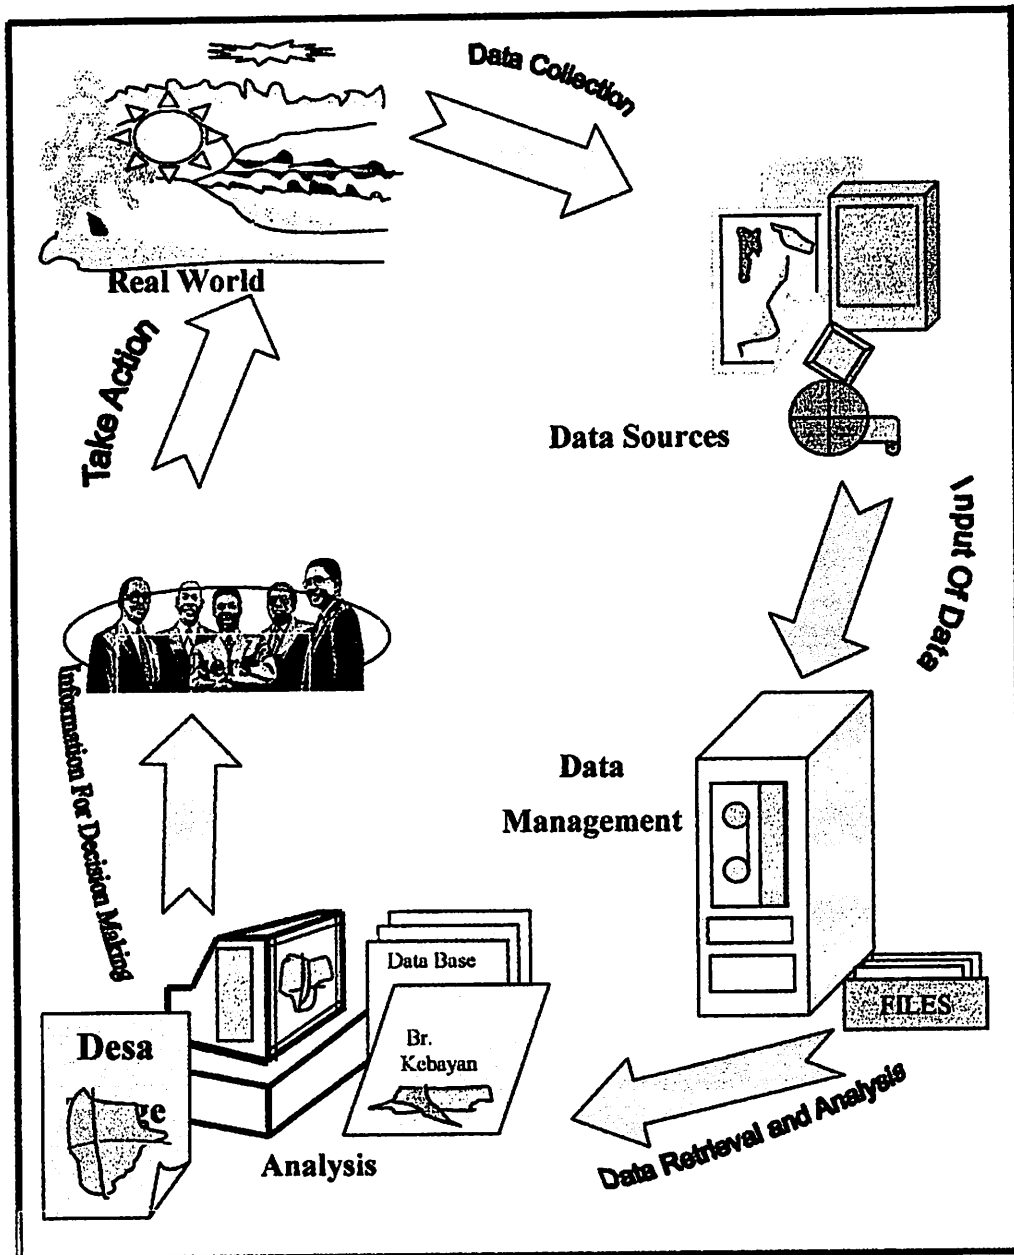 Data Collection
Real World
Data Sources
Input Of Data
Data
Management
FILES
Data Retrieval and Analysis
Data Base
Br.
Kebayan
Desa
Analysis
Information For Decision Making
Take Action